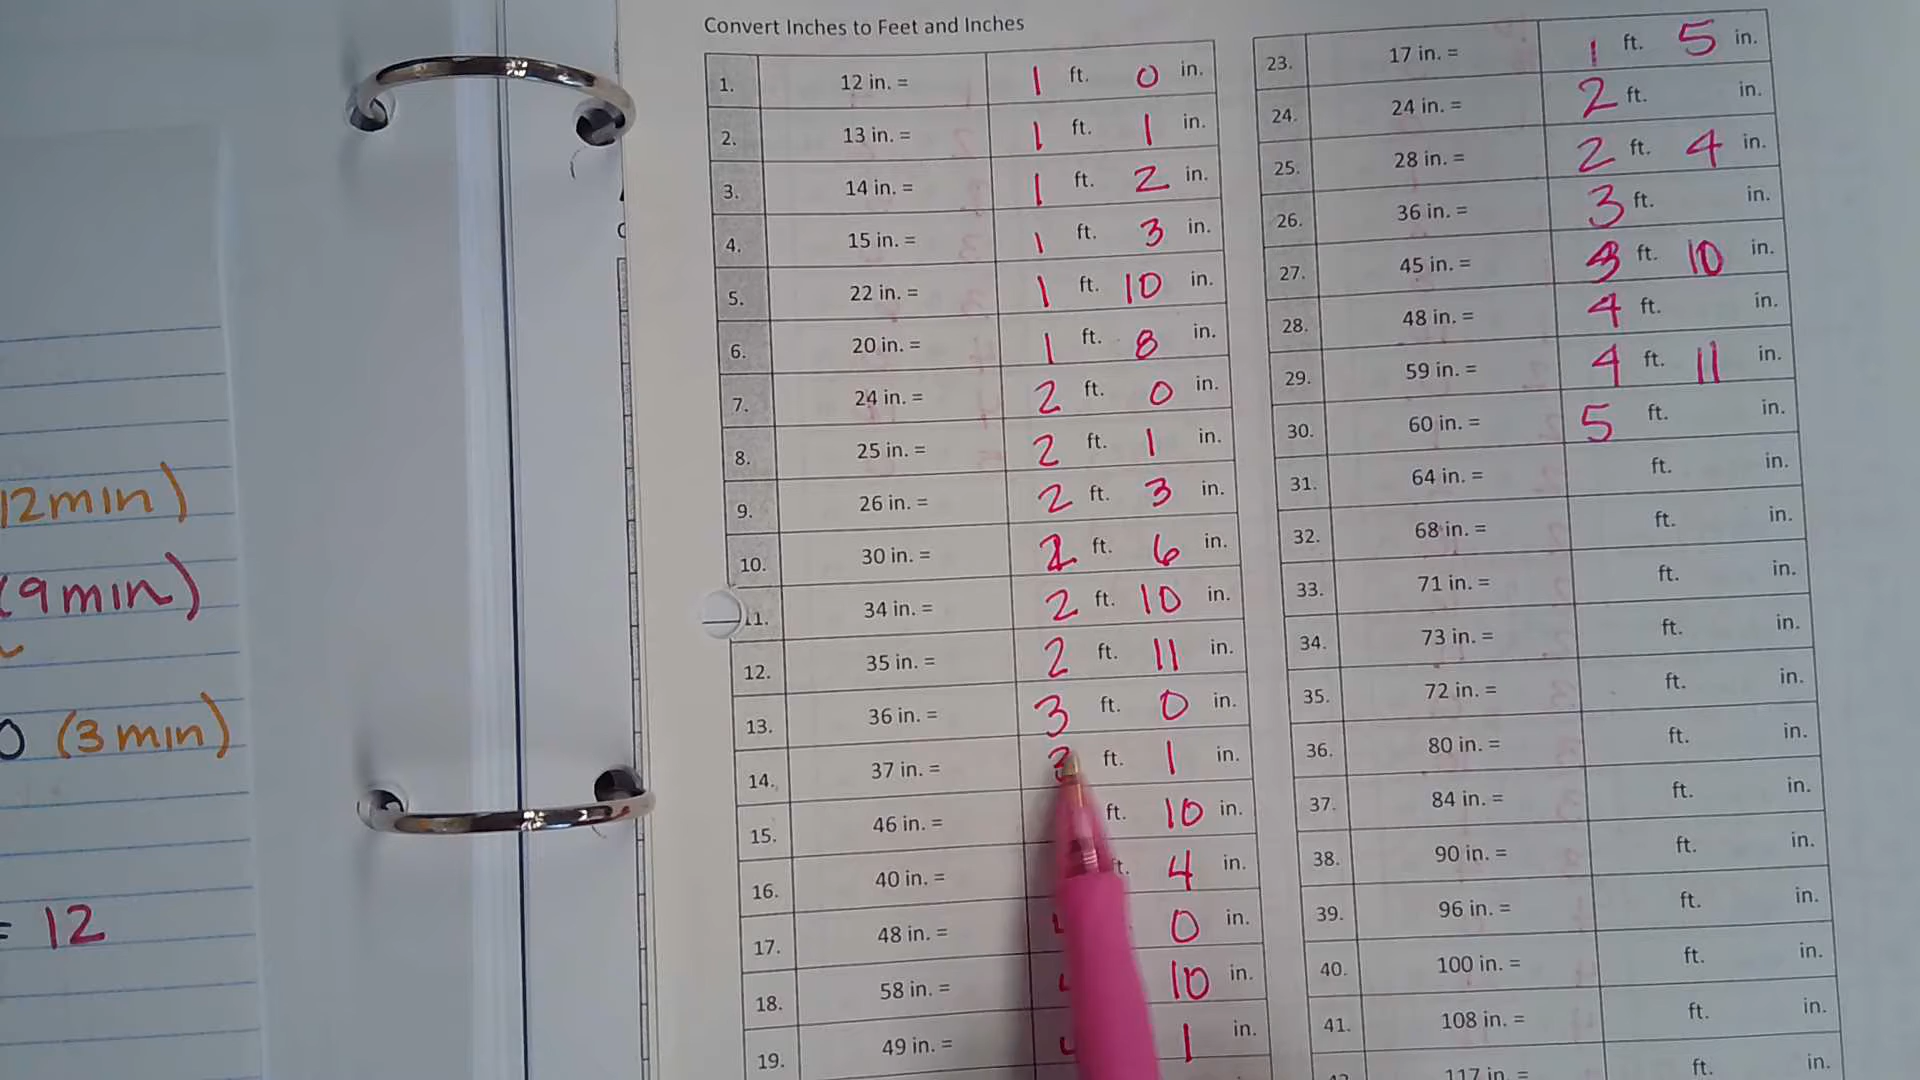 Convert Inches to Feet and Inches
1. 12 in. = 1 ft. 0 in.
2. 13 in. = 1 ft. 1 in.
3. 14 in. = 1 ft. 2 in.
4. 15 in. = 1 ft. 3 in.
5. 22 in. = 1 ft. 10 in.
6. 20 in. = 1 ft. 8 in.
7. 24 in. = 2 ft. 0 in.
8. 25 in. = 2 ft. 1 in.
9. 26 in. = 2 ft. 3 in.
10. 30 in. = 2 ft. 6 in.
11. 34 in. = 2 ft. 10 in.
12. 35 in. = 2 ft. 11 in.
13. 36 in. = 3 ft. 0 in.
14. 37 in. = 3 ft. 1 in.
15. 46 in. = ft. 10 in.
16. 40 in. = ft. 4 in.
17. 48 in. = 0 in.
18. 58 in. = 10 in.
19. 49 in. = 1 in.
23. 17 in. = 1 ft. 5 in.
24. 24 in. = 2 ft. in.
25. 28 in. = 2 ft. 4 in.
26. 36 in. = 3 ft. in.
27. 45 in. = 3 ft. 10 in.
28. 48 in. = 4 ft. in.
29. 59 in. = 4 ft. 11 in.
30. 60 in. = 5 ft. in.
31. 64 in. = ft. in.
32. 68 in. = ft. in.
33. 71 in. = ft. in.
34. 73 in. = ft. in.
35. 72 in. = ft. in.
36. 80 in. = ft. in.
37. 84 in. = ft. in.
38. 90 in. = ft. in.
39. 96 in. = ft. in.
40. 100 in. = ft. in.
41. 108 in. = ft. in.
117 in. = ft. in.
12 min)
(9 min)
0 (3 min)
= 12